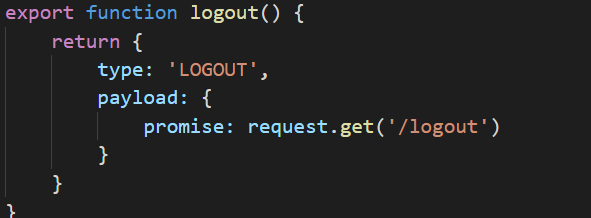 export function logout() {
    return {
        type: 'LOGOUT',
        payload: {
            promise: request.get('/logout')
        }
    }
}